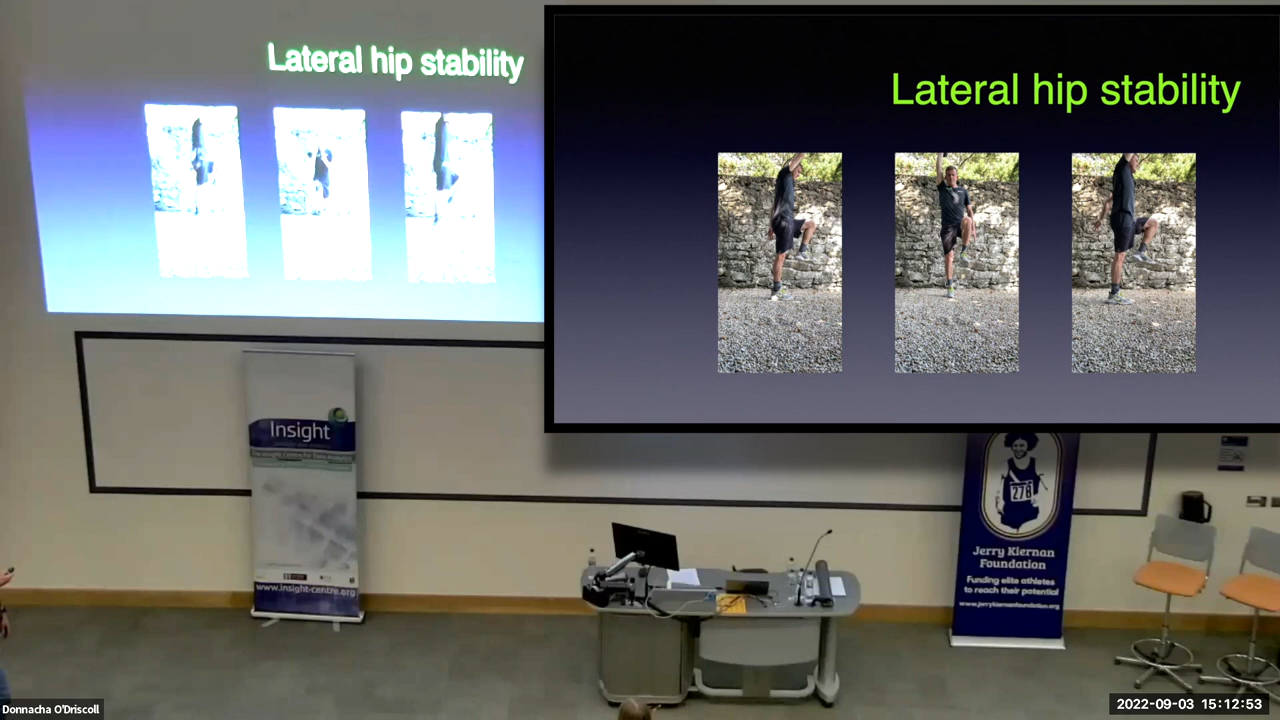 Lateral hip stability
Lateral hip stability
Insight
www.insight-centre.org
278
Jerry Kiernan
Foundation
Funding elite athletes
to reach their potential
www.jerrykiernanfoundation.org
Donnacha O'Driscoll
2022-09-03 15:12:53